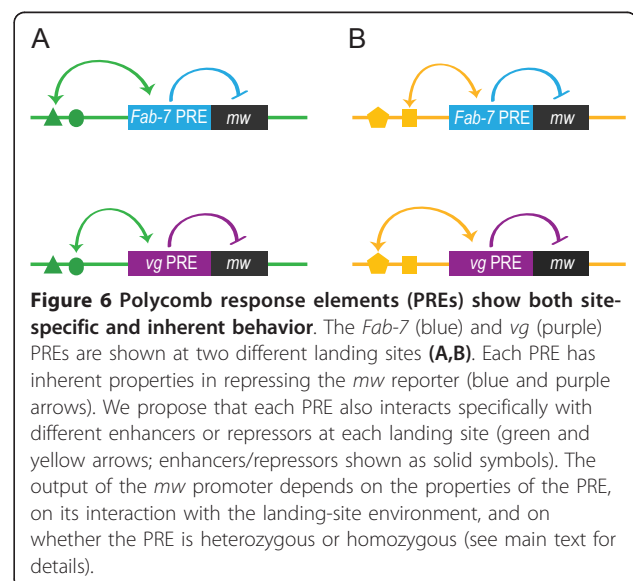 A
B
Fab-7 PRE mw
Fab-7 PRE mw
vg PRE mw
vg PRE mw
Figure 6 Polycomb response elements (PREs) show both site-
specific and inherent behavior. The Fab-7 (blue) and vg (purple)
PREs are shown at two different landing sites (A,B). Each PRE has
inherent properties in repressing the mw reporter (blue and purple
arrows). We propose that each PRE also interacts specifically with
different enhancers or repressors at each landing site (green and
yellow arrows; enhancers/repressors shown as solid symbols). The
output of the mw promoter depends on the properties of the PRE,
on its interaction with the landing-site environment, and on
whether the PRE is heterozygous or homozygous (see main text for
details).